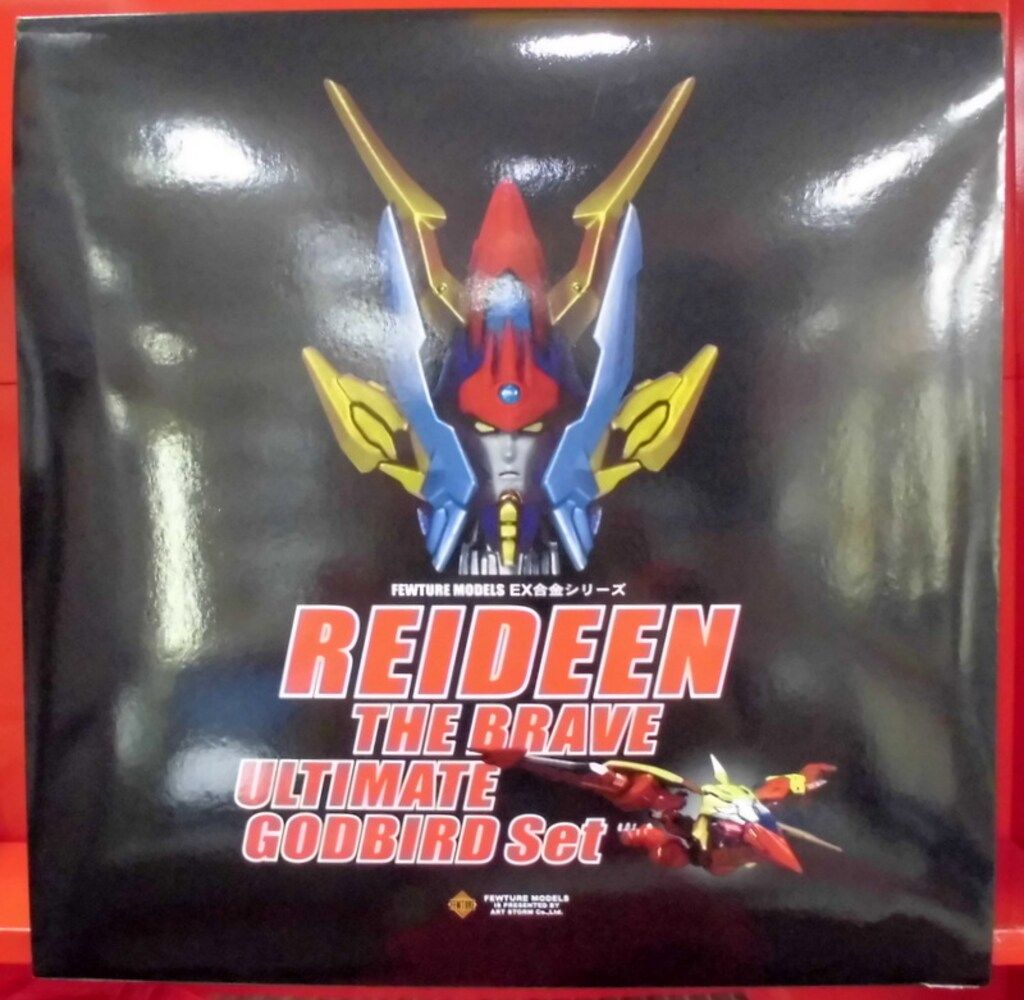 FEWTURE MODELS EX合金シリーズ
REIDEEN
THE BRAVE
ULTIMATE
GODBIRD Set
FEWTURE
FEWTURE MODELS
IS PRESENTED BY
ART STORM Co.,Ltd.